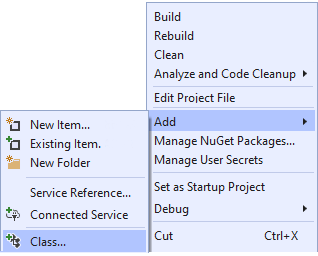 Build
Rebuild
Clean
Analyze and Code Cleanup
Edit Project File
Add
Manage NuGet Packages...
Manage User Secrets
Set as Startup Project
Debug
Cut Ctrl+X
New Item...
Existing Item.
New Folder
Service Reference...
Connected Service
Class...